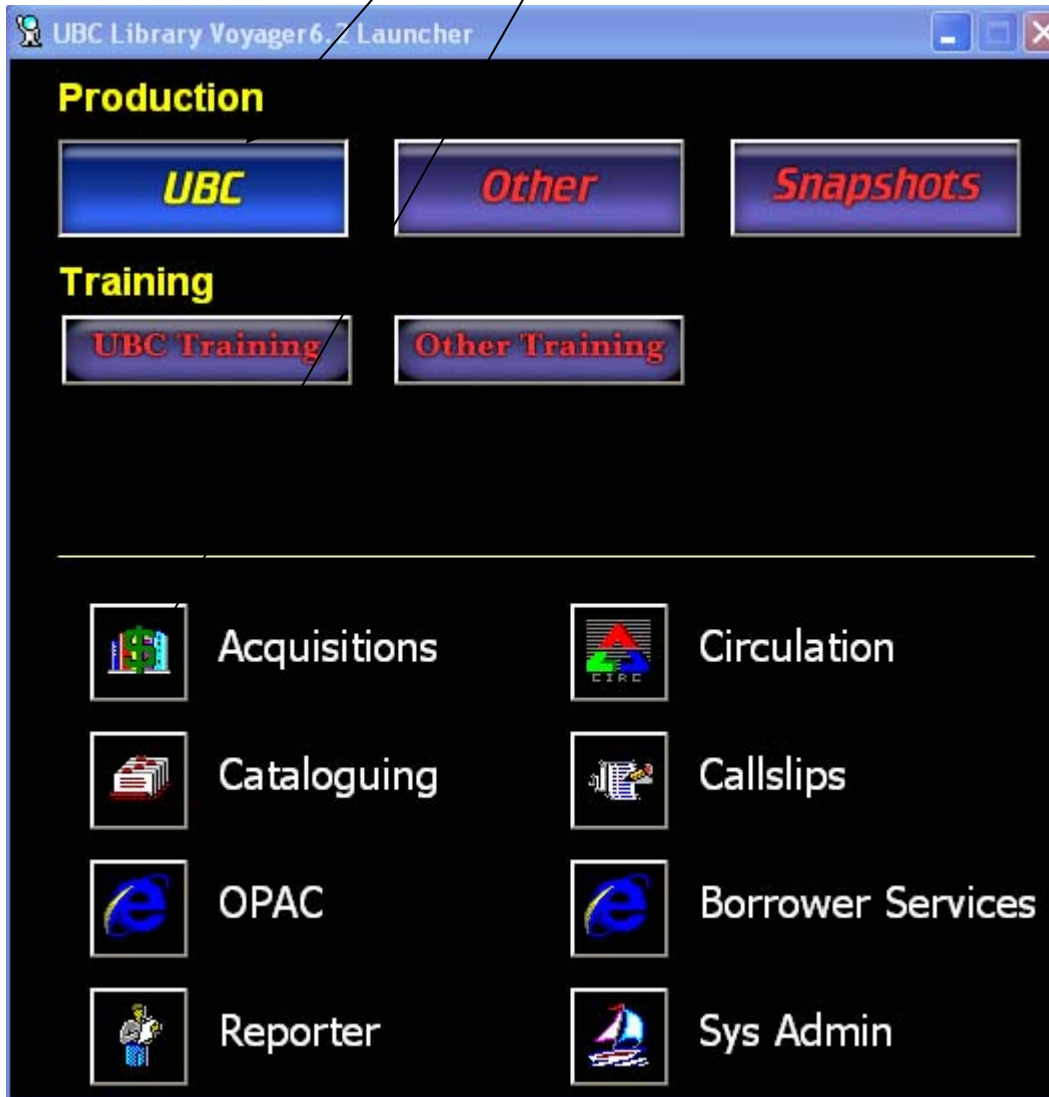 UBC Library Voyager6.2 Launcher
Production
UBC Other Snapshots
Training
UBC Training Other Training
Acquisitions Circulation
CIRC
Cataloguing Callslips
OPAC Borrower Services
Reporter Sys Admin